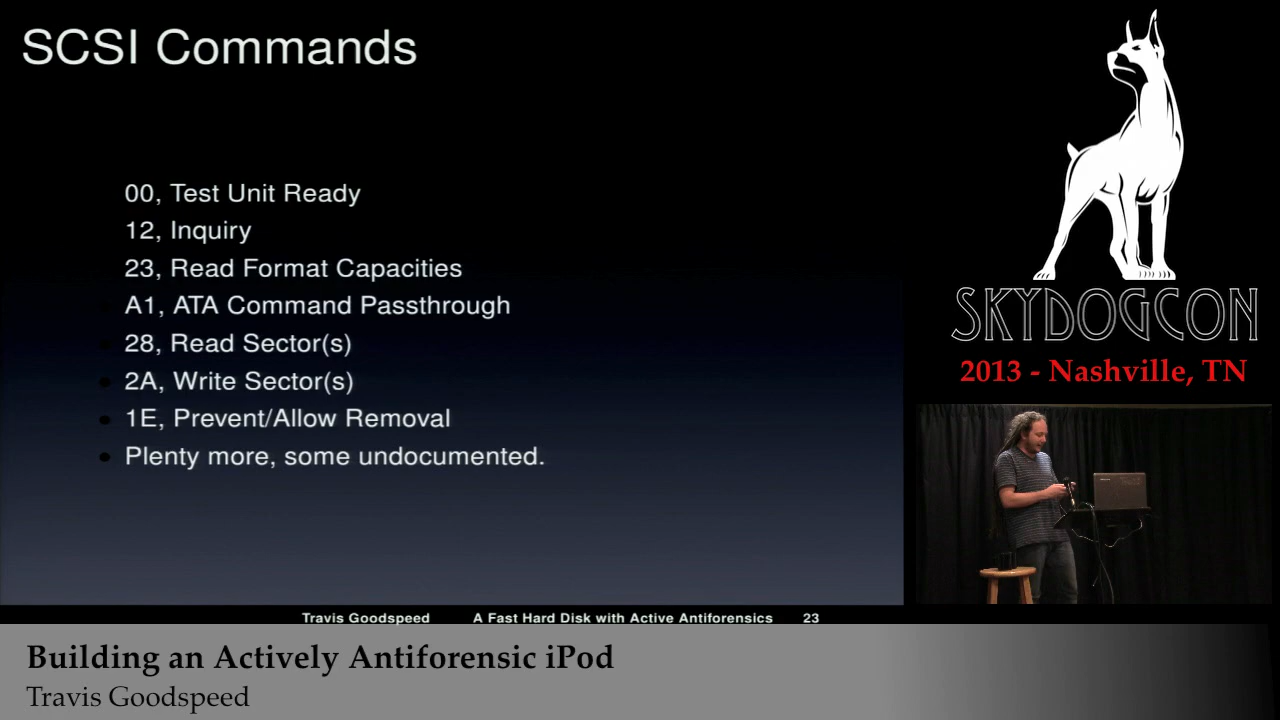 SCSI Commands
00, Test Unit Ready
12, Inquiry
23, Read Format Capacities
A1, ATA Command Passthrough
28, Read Sector(s)
2A, Write Sector(s)
1E, Prevent/Allow Removal
Plenty more, some undocumented.
Travis Goodspeed A Fast Hard Disk with Active Antiforensics 23
SKYDOGCON
2013 - Nashville, TN
Building an Actively Antiforensic iPod
Travis Goodspeed